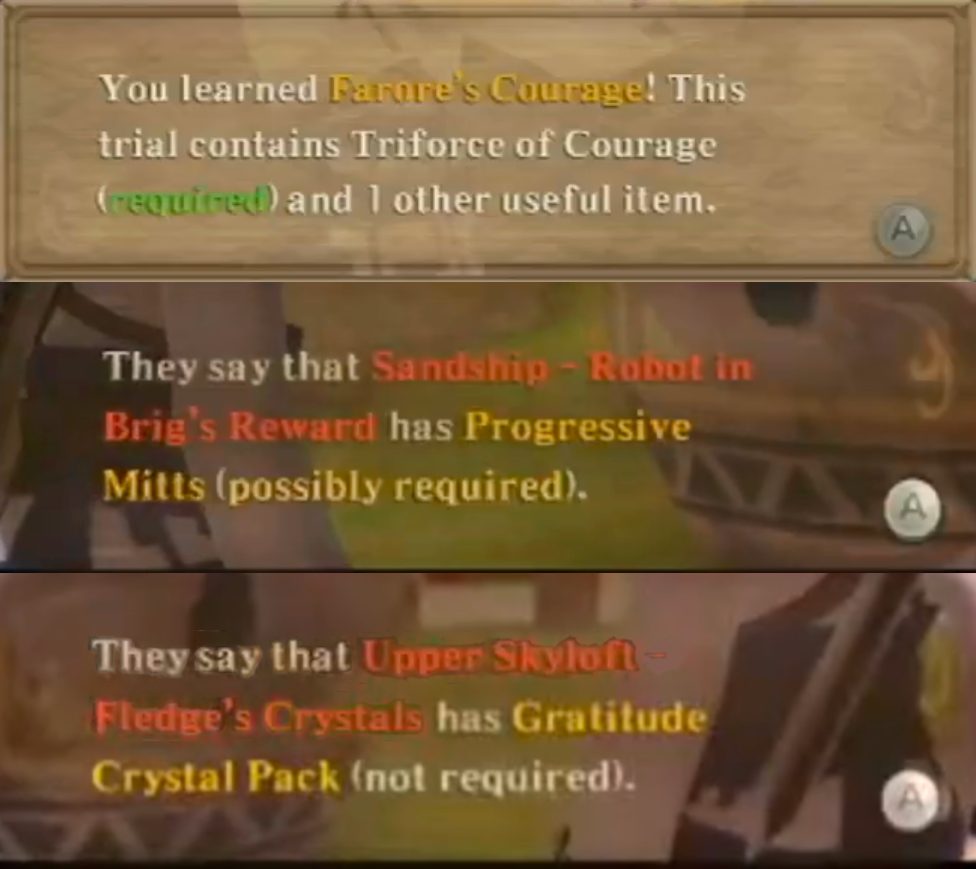 You learned Farore's Courage! This
trial contains Triforce of Courage
(required) and 1 other useful item.
A
They say that Sandship - Robot in
Brig's Reward has Progressive
Mitts (possibly required).
A
They say that Upper Skyloft -
Fledge's Crystals has Gratitude
Crystal Pack (not required).
A